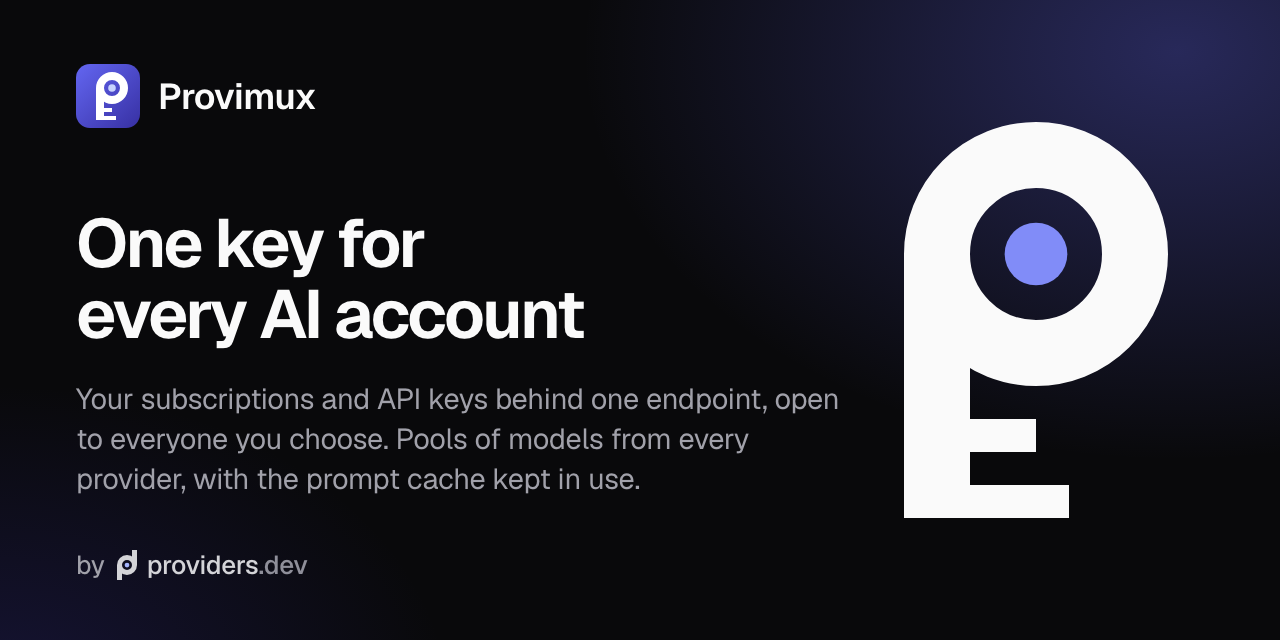 Provimux
One key for
every AI account
Your subscriptions and API keys behind one endpoint, open
to everyone you choose. Pools of models from every
provider, with the prompt cache kept in use.
by providers.dev